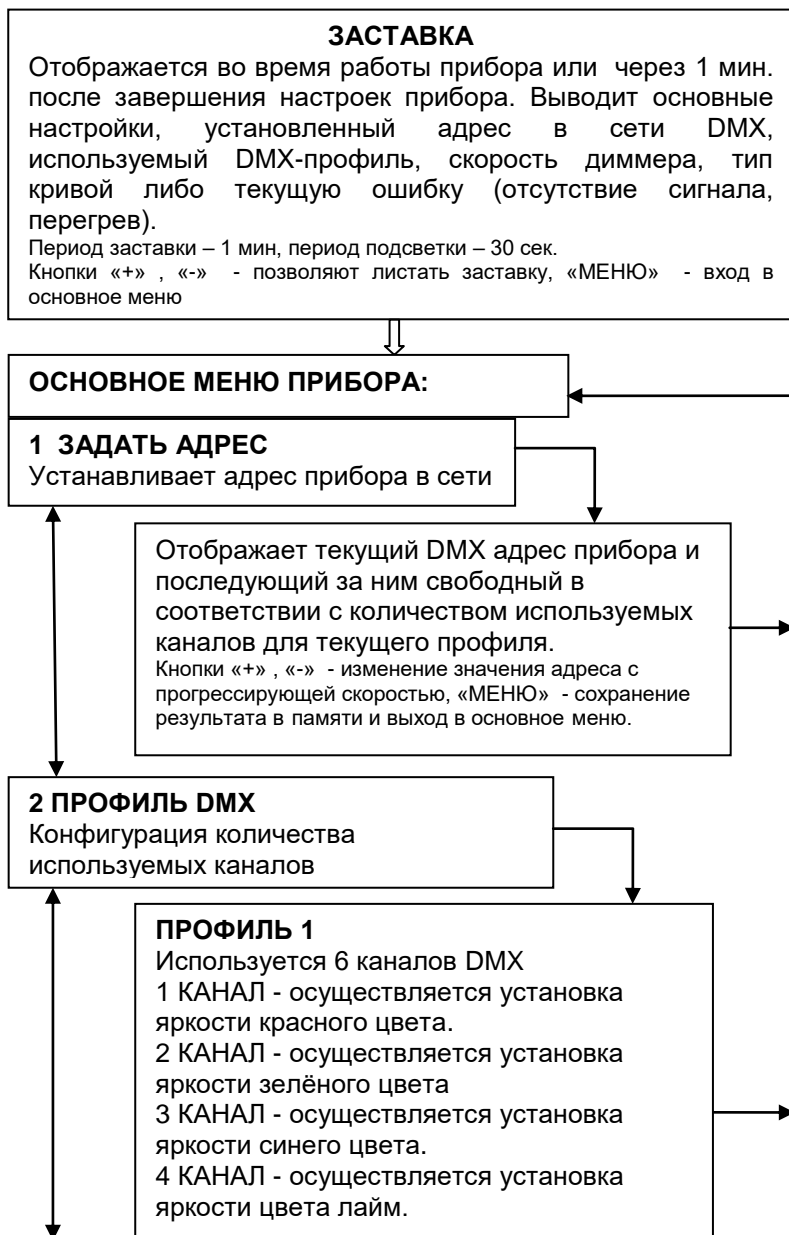 ЗАСТАВКА
Отображается во время работы прибора или через 1 мин.
после завершения настроек прибора. Выводит основные
настройки, установленный адрес в сети DMX,
используемый DMX-профиль, скорость диммера, тип
кривой либо текущую ошибку (отсутствие сигнала,
перегрев).
Период заставки – 1 мин, период подсветки – 30 сек.
Кнопки «+» , «-» - позволяют листать заставку, «МЕНЮ» - вход в
основное меню
ОСНОВНОЕ МЕНЮ ПРИБОРА:
1 ЗАДАТЬ АДРЕС
Устанавливает адрес прибора в сети
Отображает текущий DMX адрес прибора и
последующий за ним свободный в
соответствии с количеством используемых
каналов для текущего профиля.
Кнопки «+» , «-» - изменение значения адреса с
прогрессирующей скоростью, «МЕНЮ» - сохранение
результата в памяти и выход в основное меню.
2 ПРОФИЛЬ DMX
Конфигурация количества
используемых каналов
ПРОФИЛЬ 1
Используется 6 каналов DMX
1 КАНАЛ - осуществляется установка
яркости красного цвета.
2 КАНАЛ - осуществляется установка
яркости зелёного цвета
3 КАНАЛ - осуществляется установка
яркости синего цвета.
4 КАНАЛ - осуществляется установка
яркости цвета лайм.